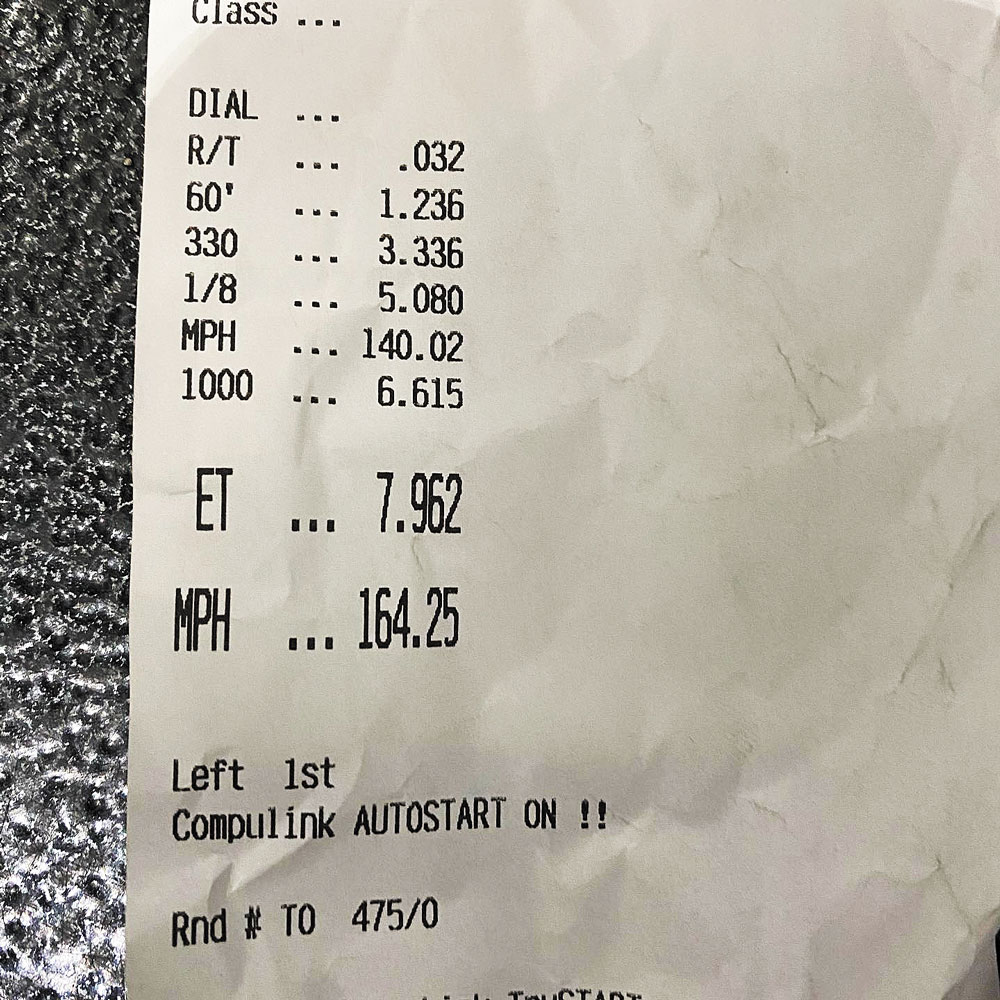 Class ...
DIAL ...
R/T ... .032
60' ... 1.236
330 ... 3.336
1/8 ... 5.080
MPH ... 140.02
1000 ... 6.615
ET ... 7.962
MPH ... 164.25
Left 1st
Compulink AUTOSTART ON !!
Rnd # TO 475/0